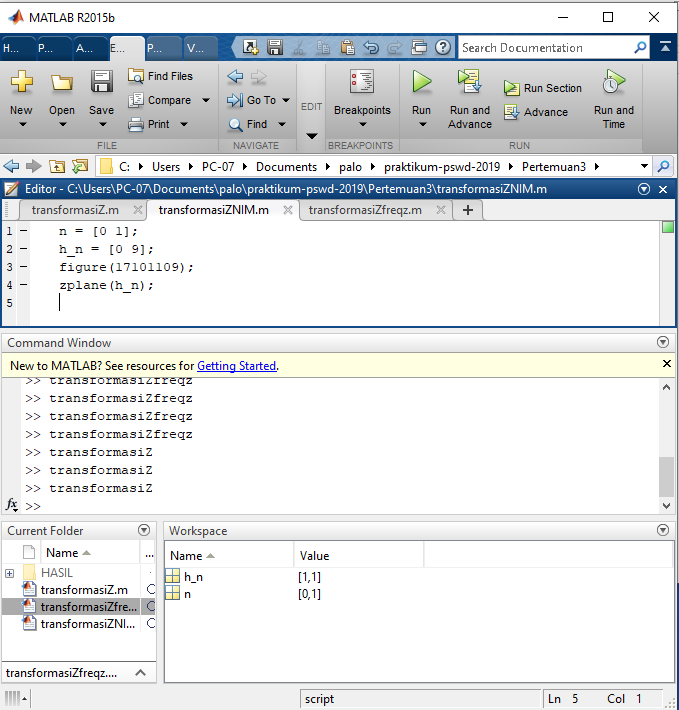 MATLAB R2015b
H... P... A... E... P... V... Search Documentation
New Open Save Find Files Compare Print
Go To Find
EDIT
Breakpoints
Run Run and Advance Run Section Advance Run and Time
FILE NAVIGATE BREAKPOINTS RUN
C: Users PC-07 Documents palo praktikum-pswd-2019 Pertemuan3
Editor - C:\Users\PC-07\Documents\palo\praktikum-pswd-2019\Pertemuan3\transformasiZNIM.m
transformasiZ.m transformasiZNIM.m transformasiZfreqz.m
1 n = [0 1];
2 h_n = [0 9];
3 figure(17101109);
4 zplane(h_n);
5
Command Window
New to MATLAB? See resources for Getting Started.
>> transformasiZfreqz
>> transformasiZfreqz
>> transformasiZfreqz
>> transformasiZfreqz
>> transformasiZ
>> transformasiZ
>> transformasiZ
fx >>
Current Folder
Name ...
HASIL
transformasiZ.m
transformasiZfre...
transformasiZNI...
transformasiZfreqz....
Workspace
Name Value
h_n [1,1]
n [0,1]
script Ln 5 Col 1